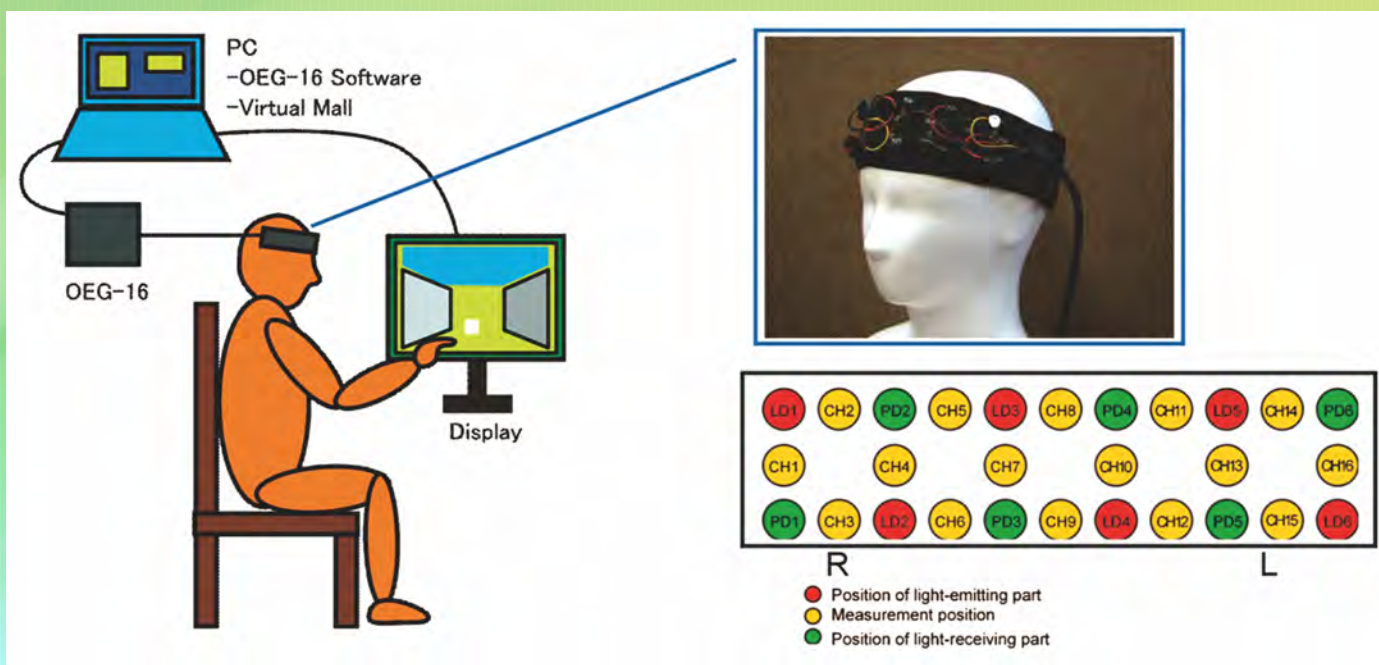 PC
-OEG-16 Software
-Virtual Mall
OEG-16
Display
LD1 CH2 PD2 CH5 LD3 CH8 PD4 CH11 LD5 CH14 PD6
CH1 CH4 CH7 CH10 CH13 CH16
PD1 CH3 LD2 CH6 PD3 CH9 LD4 CH12 PD5 CH15 LD6
R L
Position of light-emitting part
Measurement position
Position of light-receiving part